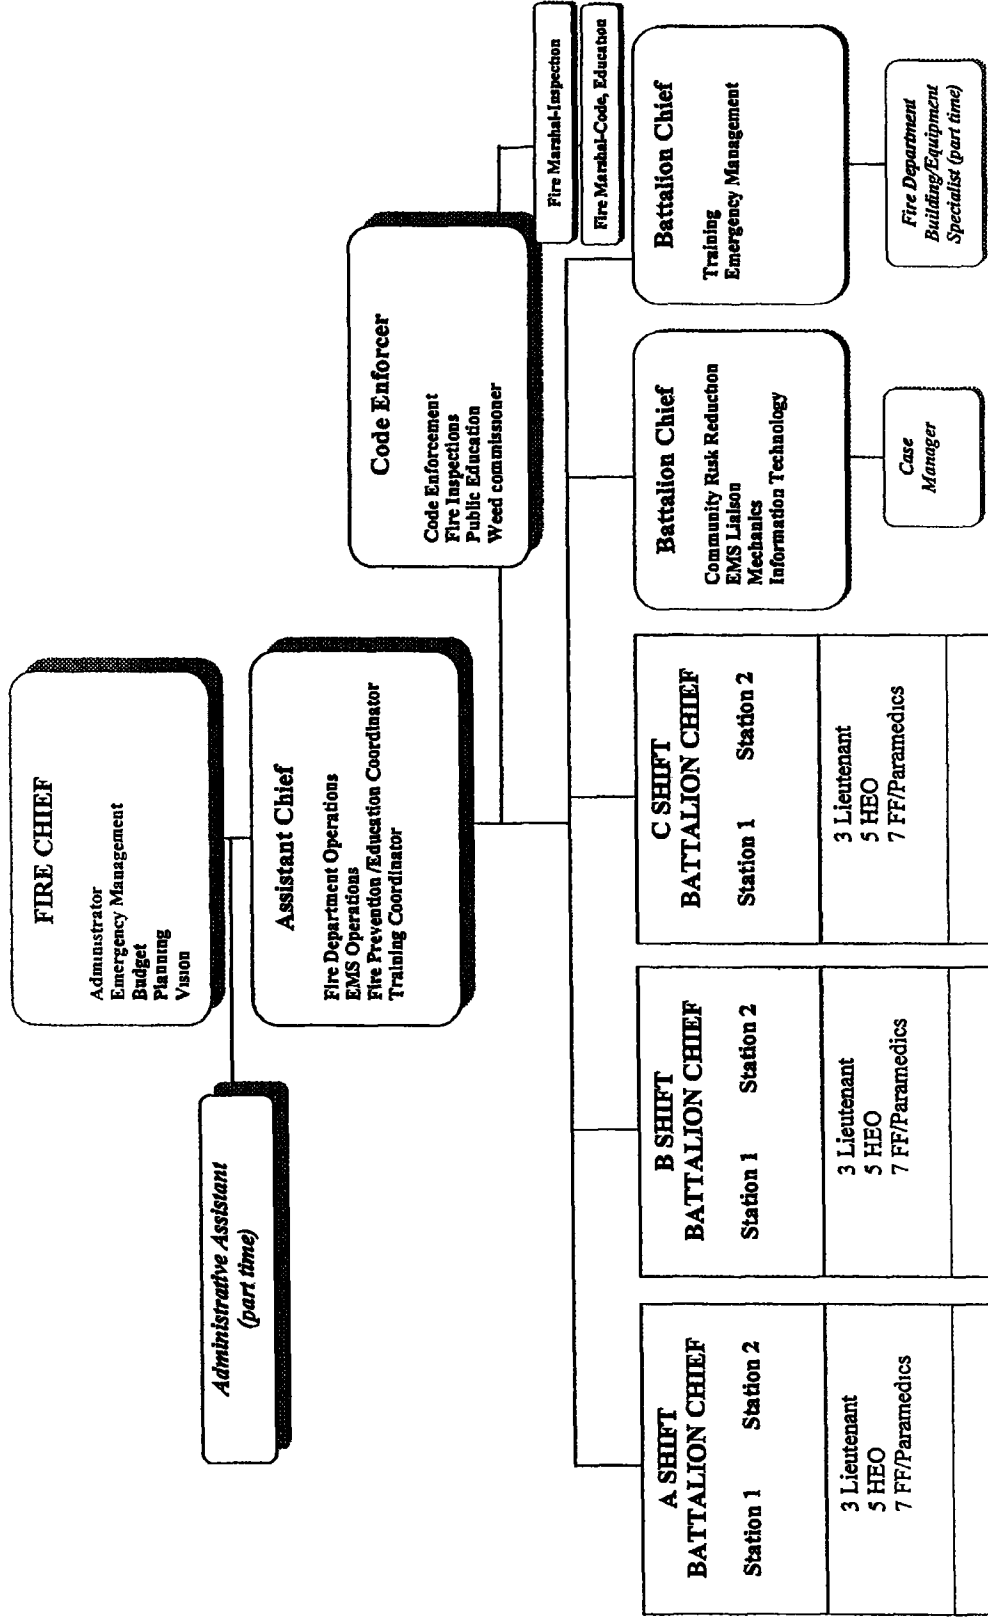 FIRE CHIEF
Administrator
Emergency Management
Budget
Planning
Vision
Administrative Assistant
(part time)
Assistant Chief
Fire Department Operations
EMS Operations
Fire Prevention /Education Coordinator
Training Coordinator
Code Enforcer
Code Enforcement
Fire Inspections
Public Education
Weed commissioner
Fire Marshal-Inspection
Fire Marshal-Code, Education
A SHIFT
BATTALION CHIEF
Station 1 Station 2
3 Lieutenant
5 HEO
7 FF/Paramedics
B SHIFT
BATTALION CHIEF
Station 1 Station 2
3 Lieutenant
5 HEO
7 FF/Paramedics
C SHIFT
BATTALION CHIEF
Station 1 Station 2
3 Lieutenant
5 HEO
7 FF/Paramedics
Battalion Chief
Community Risk Reduction
EMS Liaison
Mechanics
Information Technology
Case
Manager
Battalion Chief
Training
Emergency Management
Fire Department
Building/Equipment
Specialist (part time)